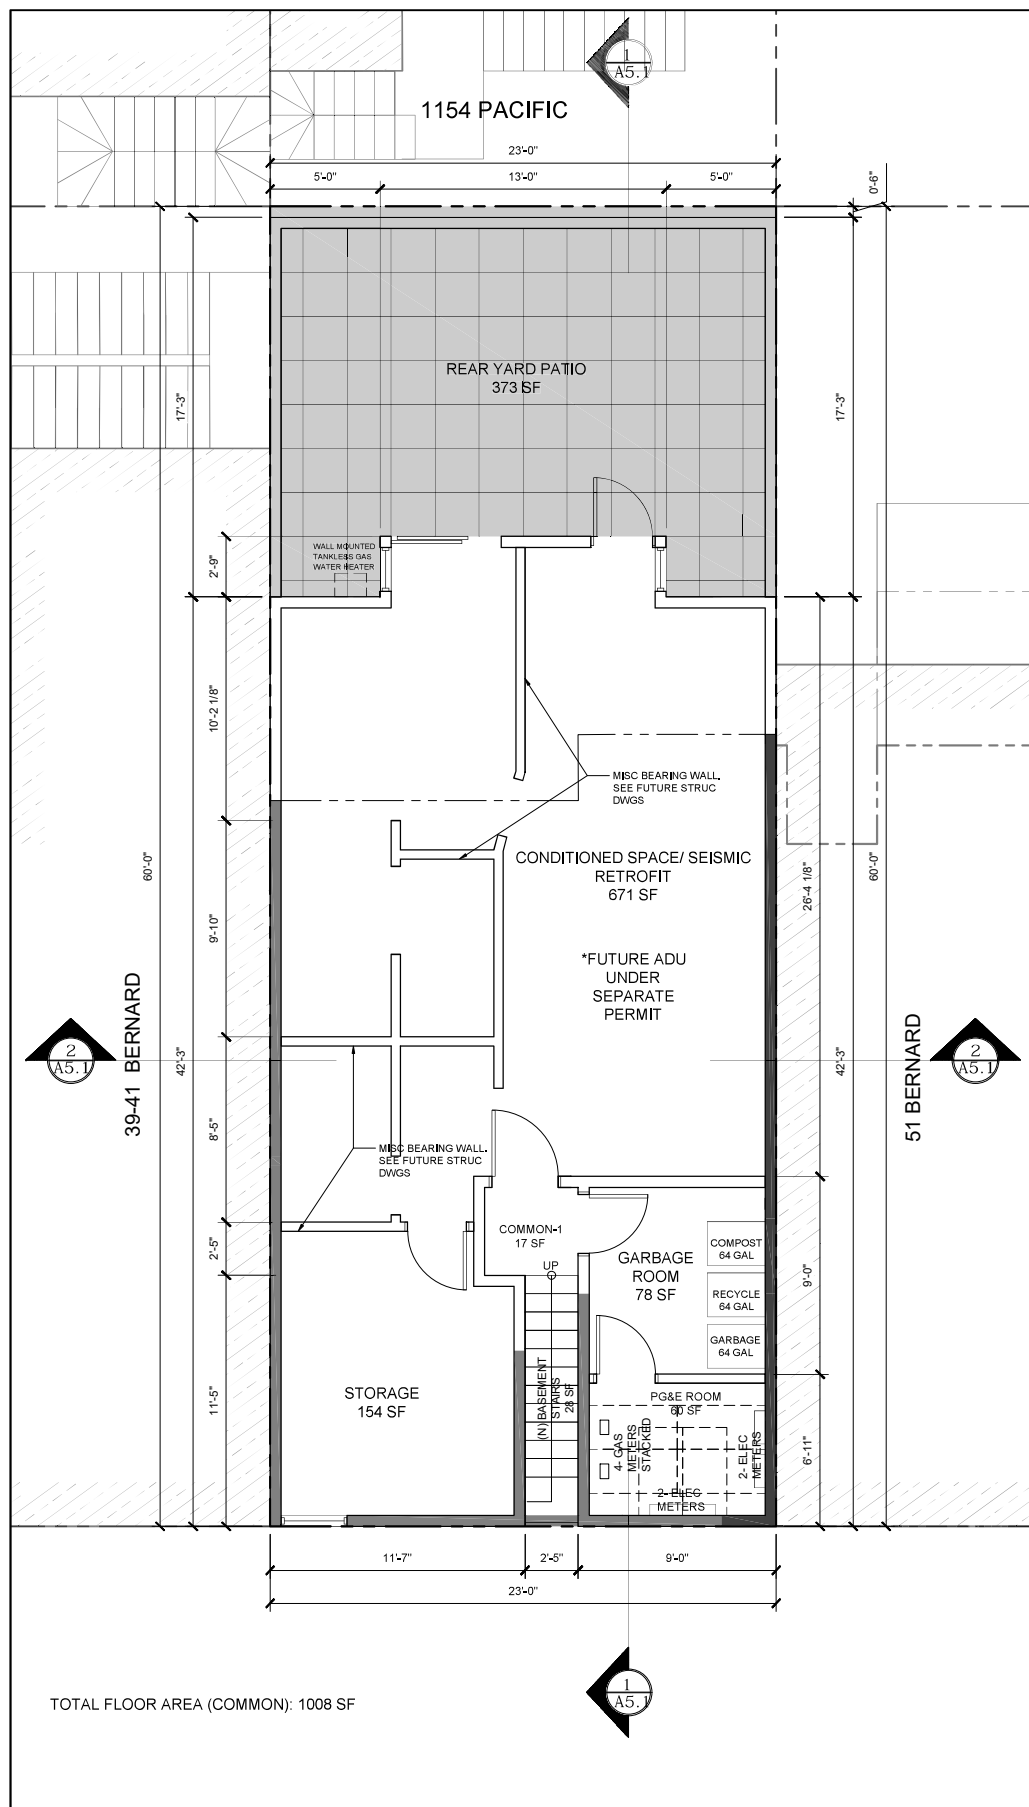 1
A5.1
1154 PACIFIC
23'-0"
5'-0"
13'-0"
5'-0"
0'-6"
REAR YARD PATIO
373 SF
17'-3"
17'-3"
WALL MOUNTED
TANKLESS GAS
WATER HEATER
2'-9"
10'-2 1/8"
MISC BEARING WALL.
SEE FUTURE STRUC
DWGS
60'-0"
CONDITIONED SPACE/ SEISMIC
RETROFIT
671 SF
26'-4 1/8"
60'-0"
9'-10"
*FUTURE ADU
UNDER
SEPARATE
PERMIT
39-41 BERNARD
51 BERNARD
2
A5.1
2
A5.1
42'-3"
42'-3"
8'-5"
MISC BEARING WALL.
SEE FUTURE STRUC
DWGS
COMMON-1
17 SF
UP
2'-5"
GARBAGE
ROOM
78 SF
COMPOST
64 GAL
RECYCLE
64 GAL
GARBAGE
64 GAL
9'-0"
STORAGE
154 SF
11'-5"
(N) BASEMENT
STAIRS
28 SF
PG&E ROOM
60 SF
4- GAS
METERS
STACKED
2- ELEC
METERS
2- ELEC
METERS
6'-11"
11'-7"
2'-5"
9'-0"
23'-0"
1
A5.1
TOTAL FLOOR AREA (COMMON): 1008 SF